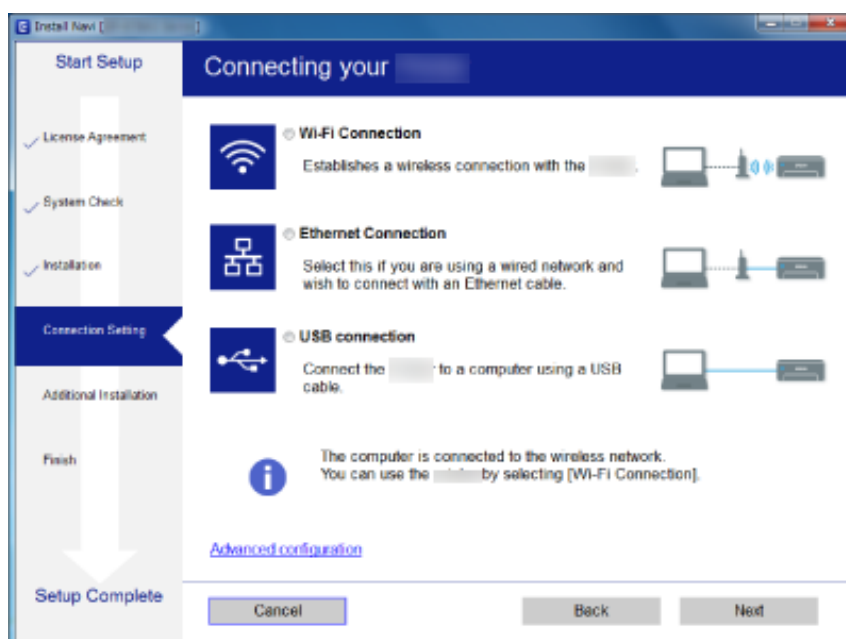 Install Navi [ ]
Start Setup
License Agreement
System Check
Installation
Connection Setting
Additional Installation
Finish
Setup Complete
Connecting your
Wi-Fi Connection
Establishes a wireless connection with the .
Ethernet Connection
Select this if you are using a wired network and
wish to connect with an Ethernet cable.
USB connection
Connect the to a computer using a USB
cable.
The computer is connected to the wireless network.
You can use the by selecting [Wi-Fi Connection].
Advanced configuration
Cancel
Back
Next